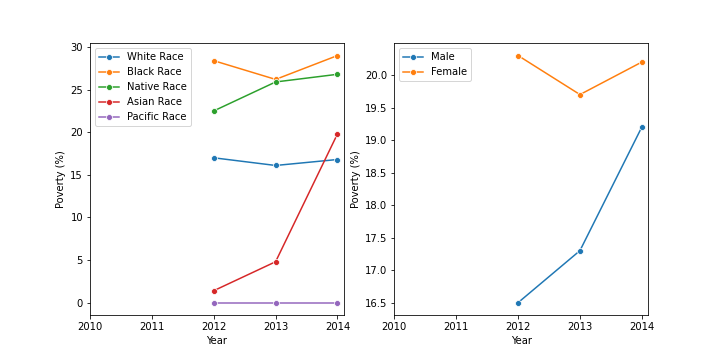 White Race
Black Race
Native Race
Asian Race
Pacific Race
30
25
20
15
10
5
0
Poverty (%)
2010 2011 2012 2013 2014
Year
Male
Female
20.0
19.5
19.0
18.5
18.0
17.5
17.0
16.5
Poverty (%)
2010 2011 2012 2013 2014
Year